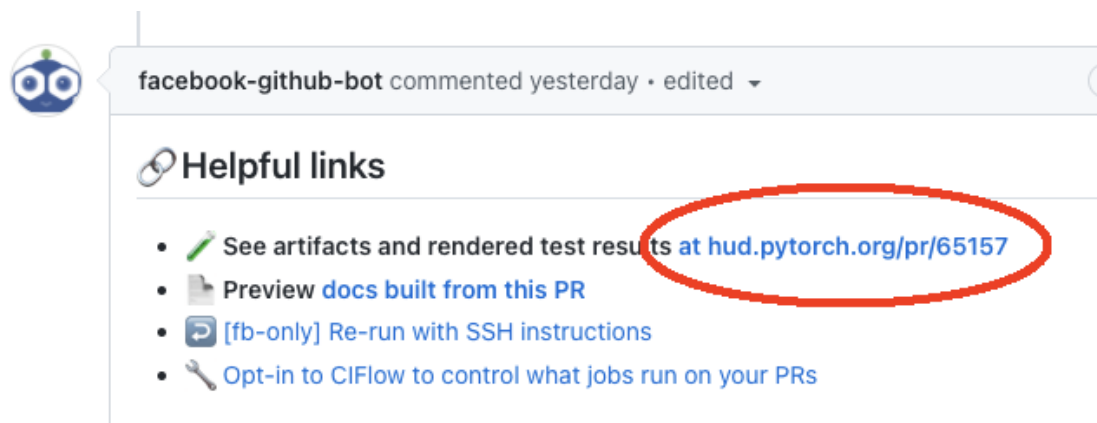 facebook-github-bot commented yesterday • edited
Helpful links
• See artifacts and rendered test results at hud.pytorch.org/pr/65157
• Preview docs built from this PR
• [fb-only] Re-run with SSH instructions
• Opt-in to CIFlow to control what jobs run on your PRs